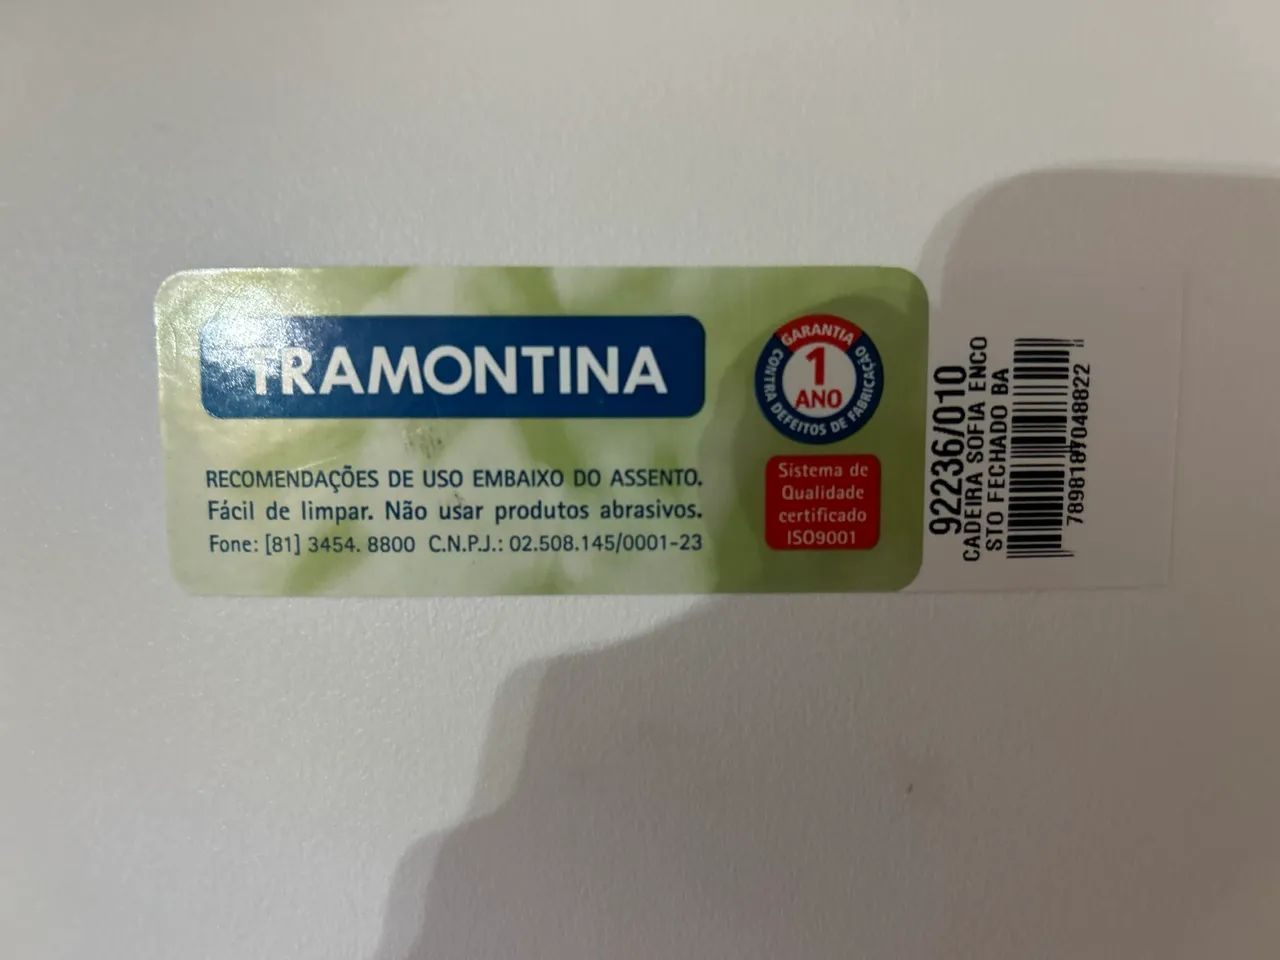 TRAMONTINA
RECOMENDAÇÕES DE USO EMBAIXO DO ASSENTO.
Fácil de limpar. Não usar produtos abrasivos.
Fone: [81] 3454. 8800 C.N.P.J.: 02.508.145/0001-23
GARANTIA
1
ANO
CONTRA DEFEITOS DE FABRICAÇÃO
Sistema de
Qualidade
certificado
ISO9001
92236/010
CADEIRA SOFIA ENCO
STO FECHADO BA
7898187048822